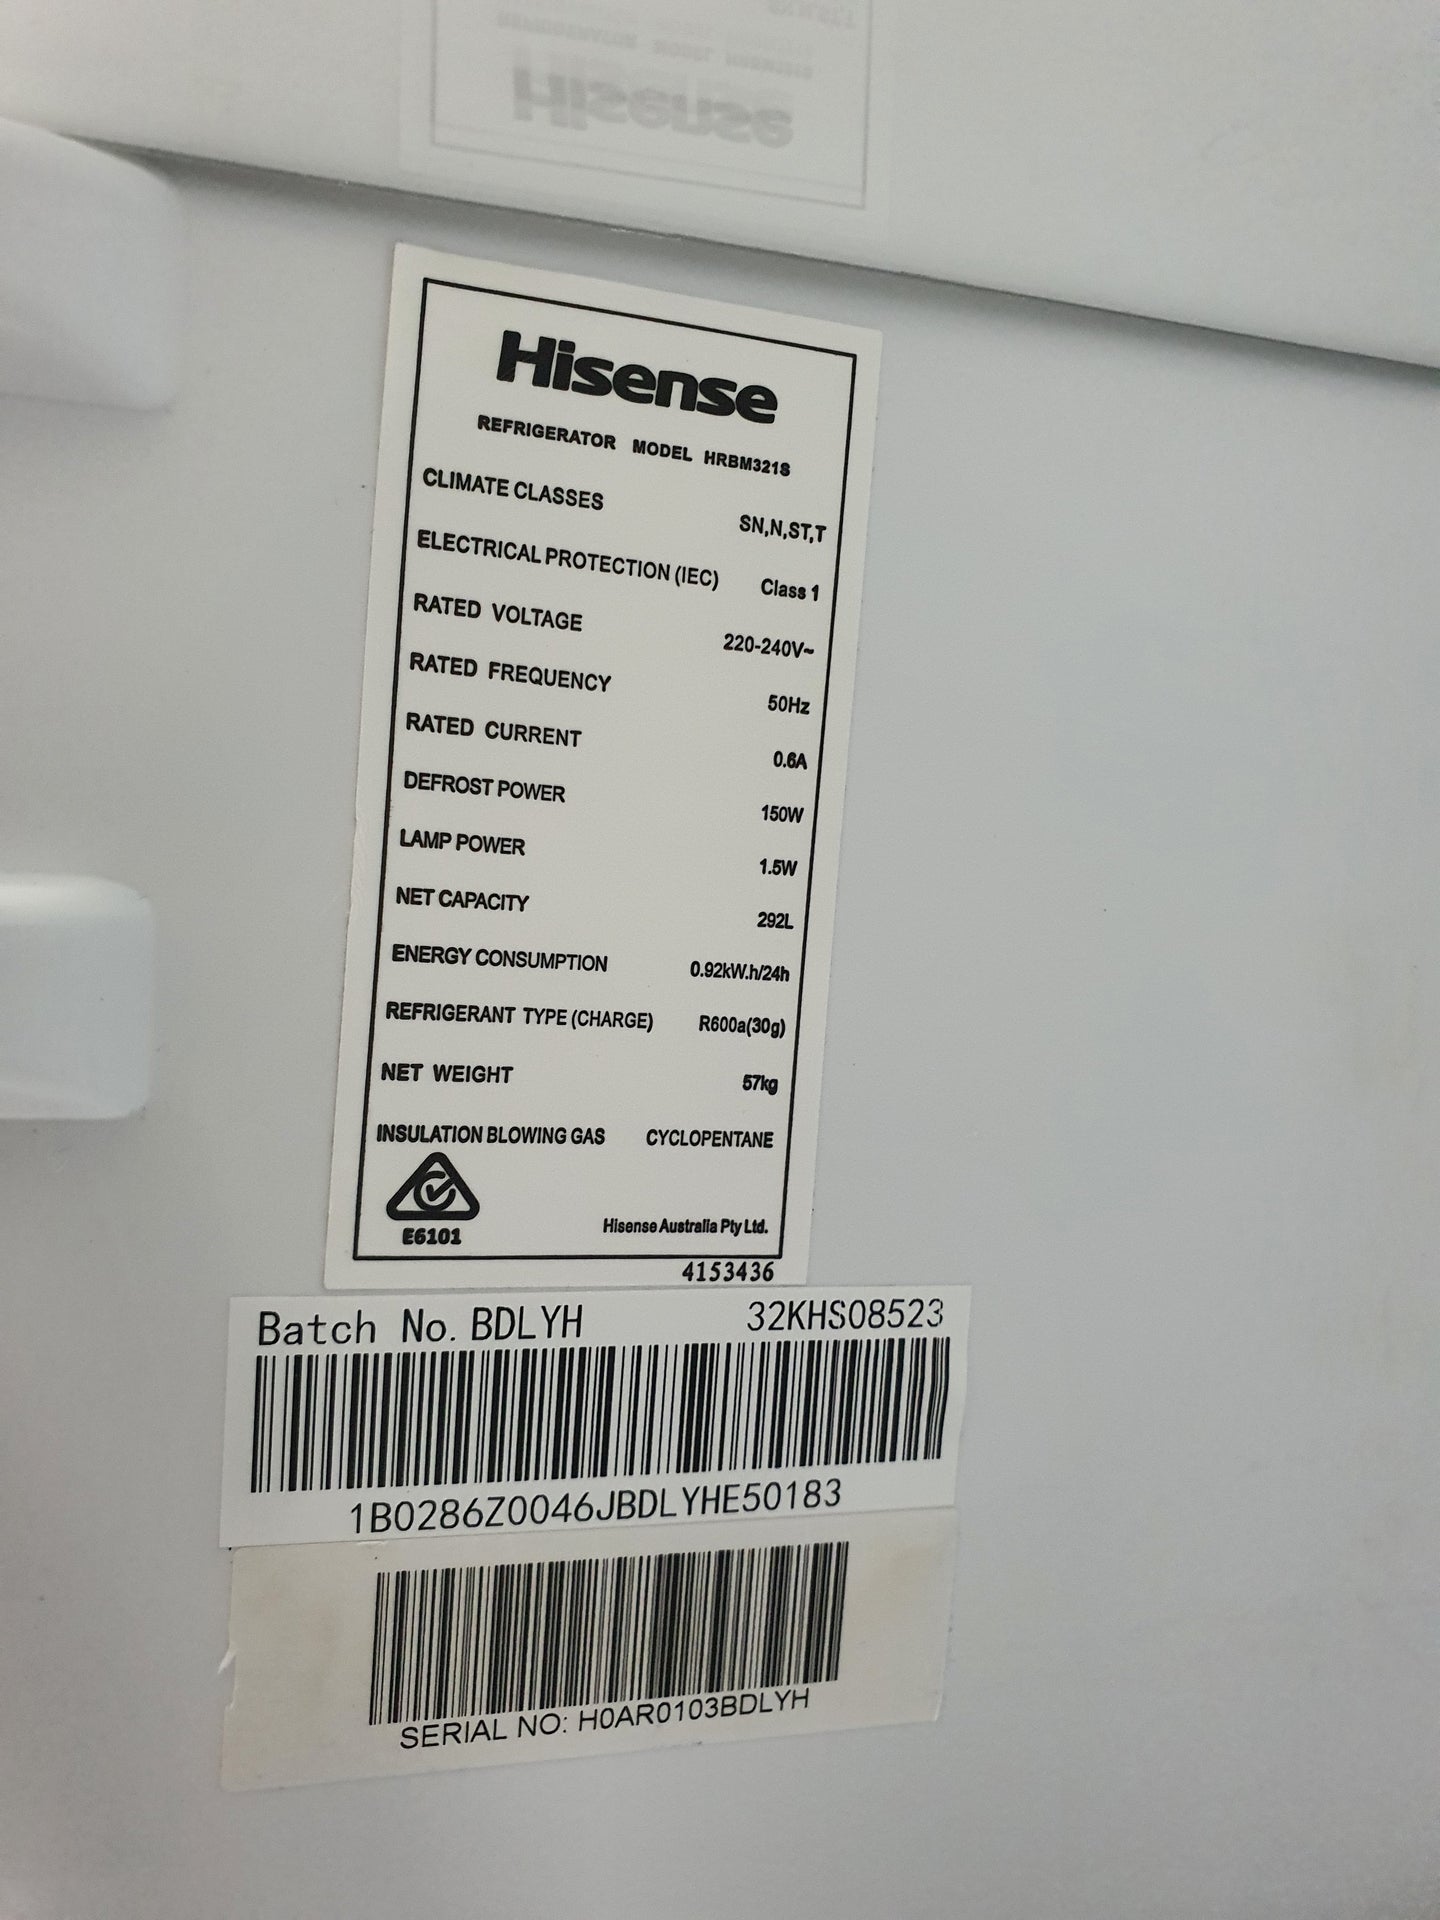 Hisense
REFRIGERATOR MODEL HRBM321S
CLIMATE CLASSES SN,N,ST,T
ELECTRICAL PROTECTION (IEC) Class 1
RATED VOLTAGE 220-240V~
RATED FREQUENCY 50Hz
RATED CURRENT 0.6A
DEFROST POWER 150W
LAMP POWER 1.5W
NET CAPACITY 292L
ENERGY CONSUMPTION 0.92kW.h/24h
REFRIGERANT TYPE (CHARGE) R600a(30g)
NET WEIGHT 57kg
INSULATION BLOWING GAS CYCLOPENTANE
E6101
Hisense Australia Pty Ltd.
4153436
Batch No. BDLYH 32KHS08523
1B0286Z0046JBDLYHE50183
SERIAL NO: H0AR0103BDLYH